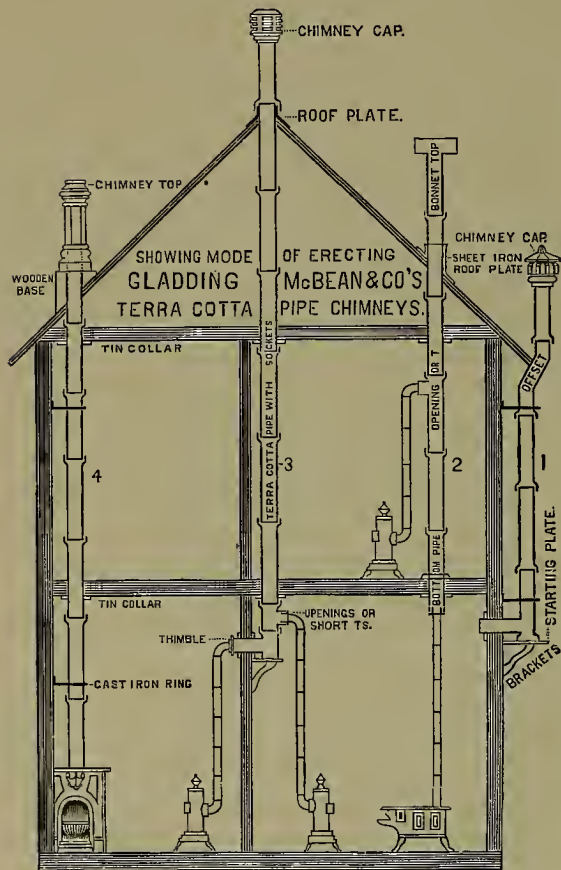 CHIMNEY CAP.
ROOF PLATE.
CHIMNEY TOP
BONNET TOP
CHIMNEY CAP.
SHEET IRON
ROOF PLATE
WOODEN
BASE
SHOWING MODE OF ERECTING
GLADDING McBEAN & CO'S
TERRA COTTA PIPE CHIMNEYS.
TIN COLLAR
OFFSET
OPENING OR T
TERRA COTTA PIPE WITH SOCKETS
4
3
2
1
BOTTOM PIPE
STARTING PLATE.
BRACKETS
TIN COLLAR
OPENINGS OR
SHORT TS.
THIMBLE
CAST IRON RING